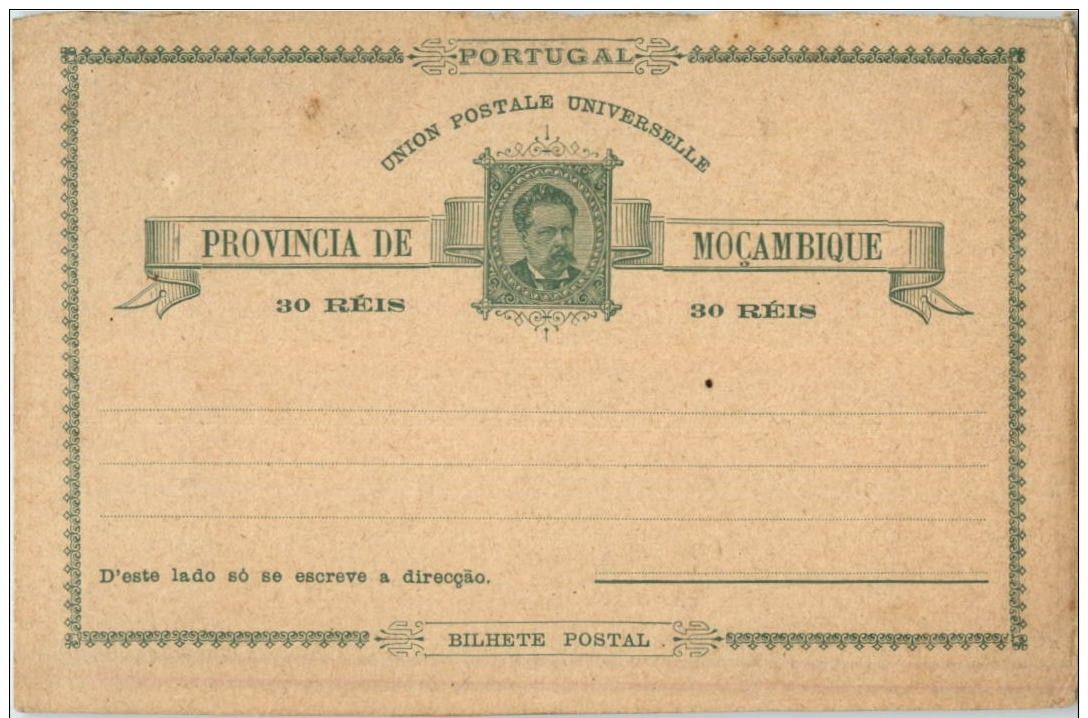 PORTUGAL
UNION POSTALE UNIVERSELLE
PROVINCIA DE MOÇAMBIQUE
30 RÉIS 30 RÉIS
D'este lado só se escreve a direcção.
BILHETE POSTAL